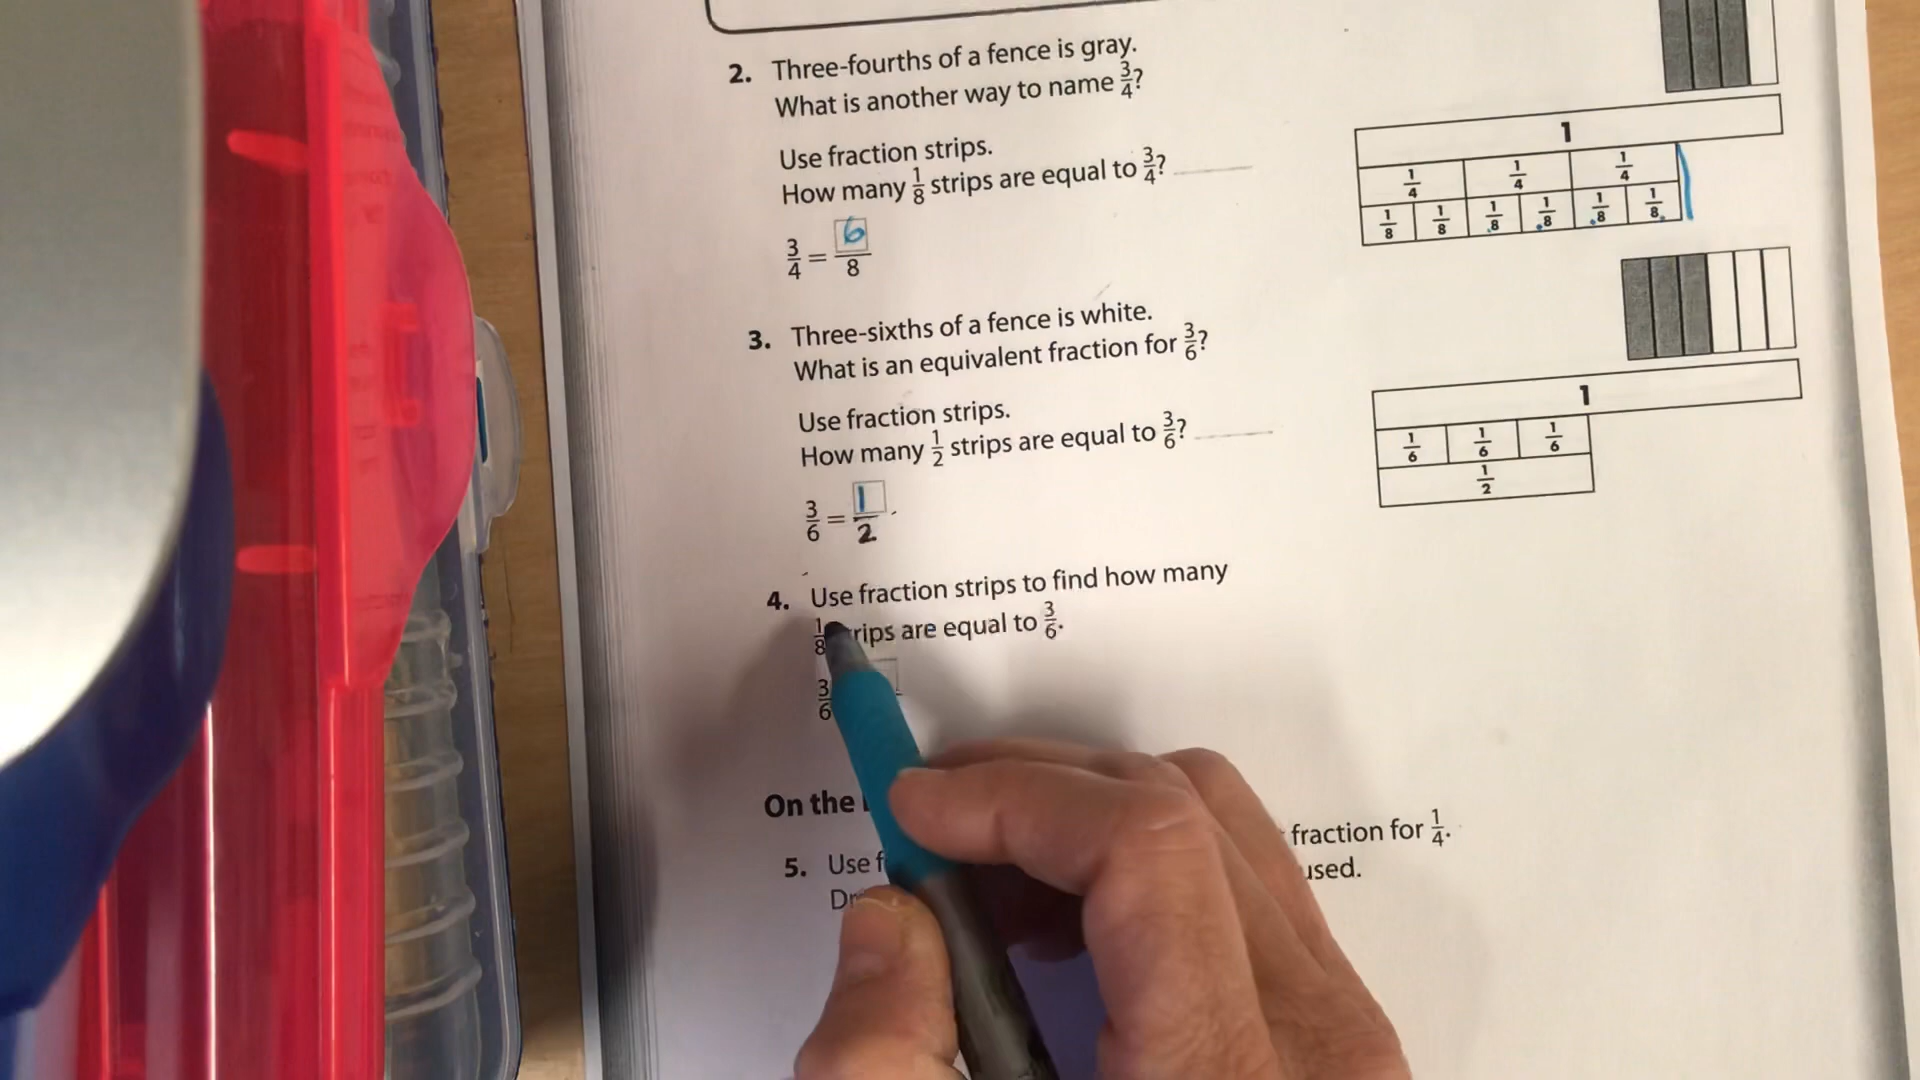 2. Three-fourths of a fence is gray.
What is another way to name 3/4?
Use fraction strips.
How many 1/8 strips are equal to 3/4?
3/4 = 6/8
1
1/4 1/4 1/4
1/8 1/8 1/8 1/8 1/8 1/8
3. Three-sixths of a fence is white.
What is an equivalent fraction for 3/6?
Use fraction strips.
How many 1/2 strips are equal to 3/6?
3/6 = 1/2
1
1/6 1/6 1/6
1/2
4. Use fraction strips to find how many
1/8 are equal to 3/6.
3/6
On the
5. Use fraction for 1/4.